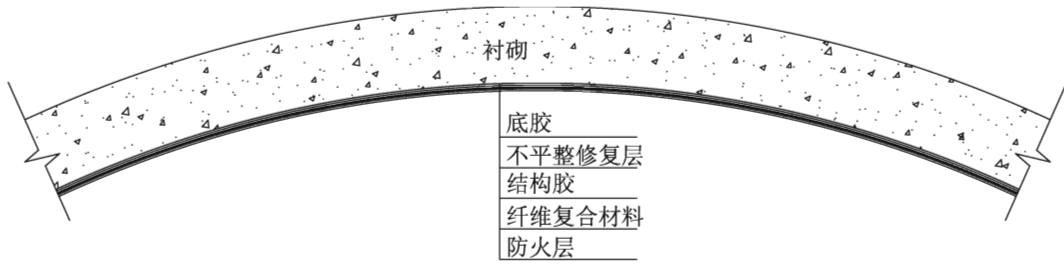 衬砌
底胶
不平整修复层
结构胶
纤维复合材料
防火层